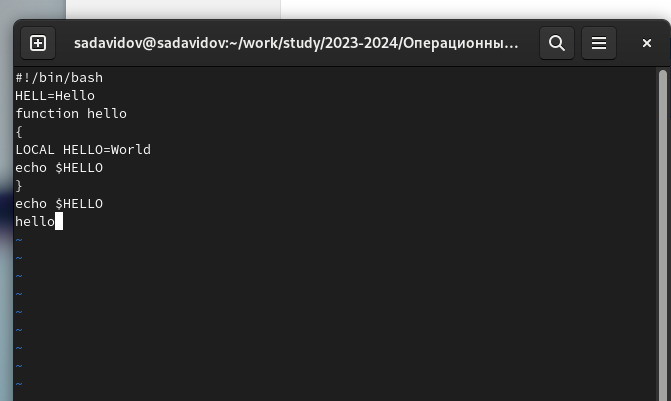 sadavidov@sadavidov:~/work/study/2023-2024/Операционны...
#!/bin/bash
HELL=Hello
function hello
{
LOCAL HELLO=World
echo $HELLO
}
echo $HELLO
hello
~
~
~
~
~
~
~
~
~